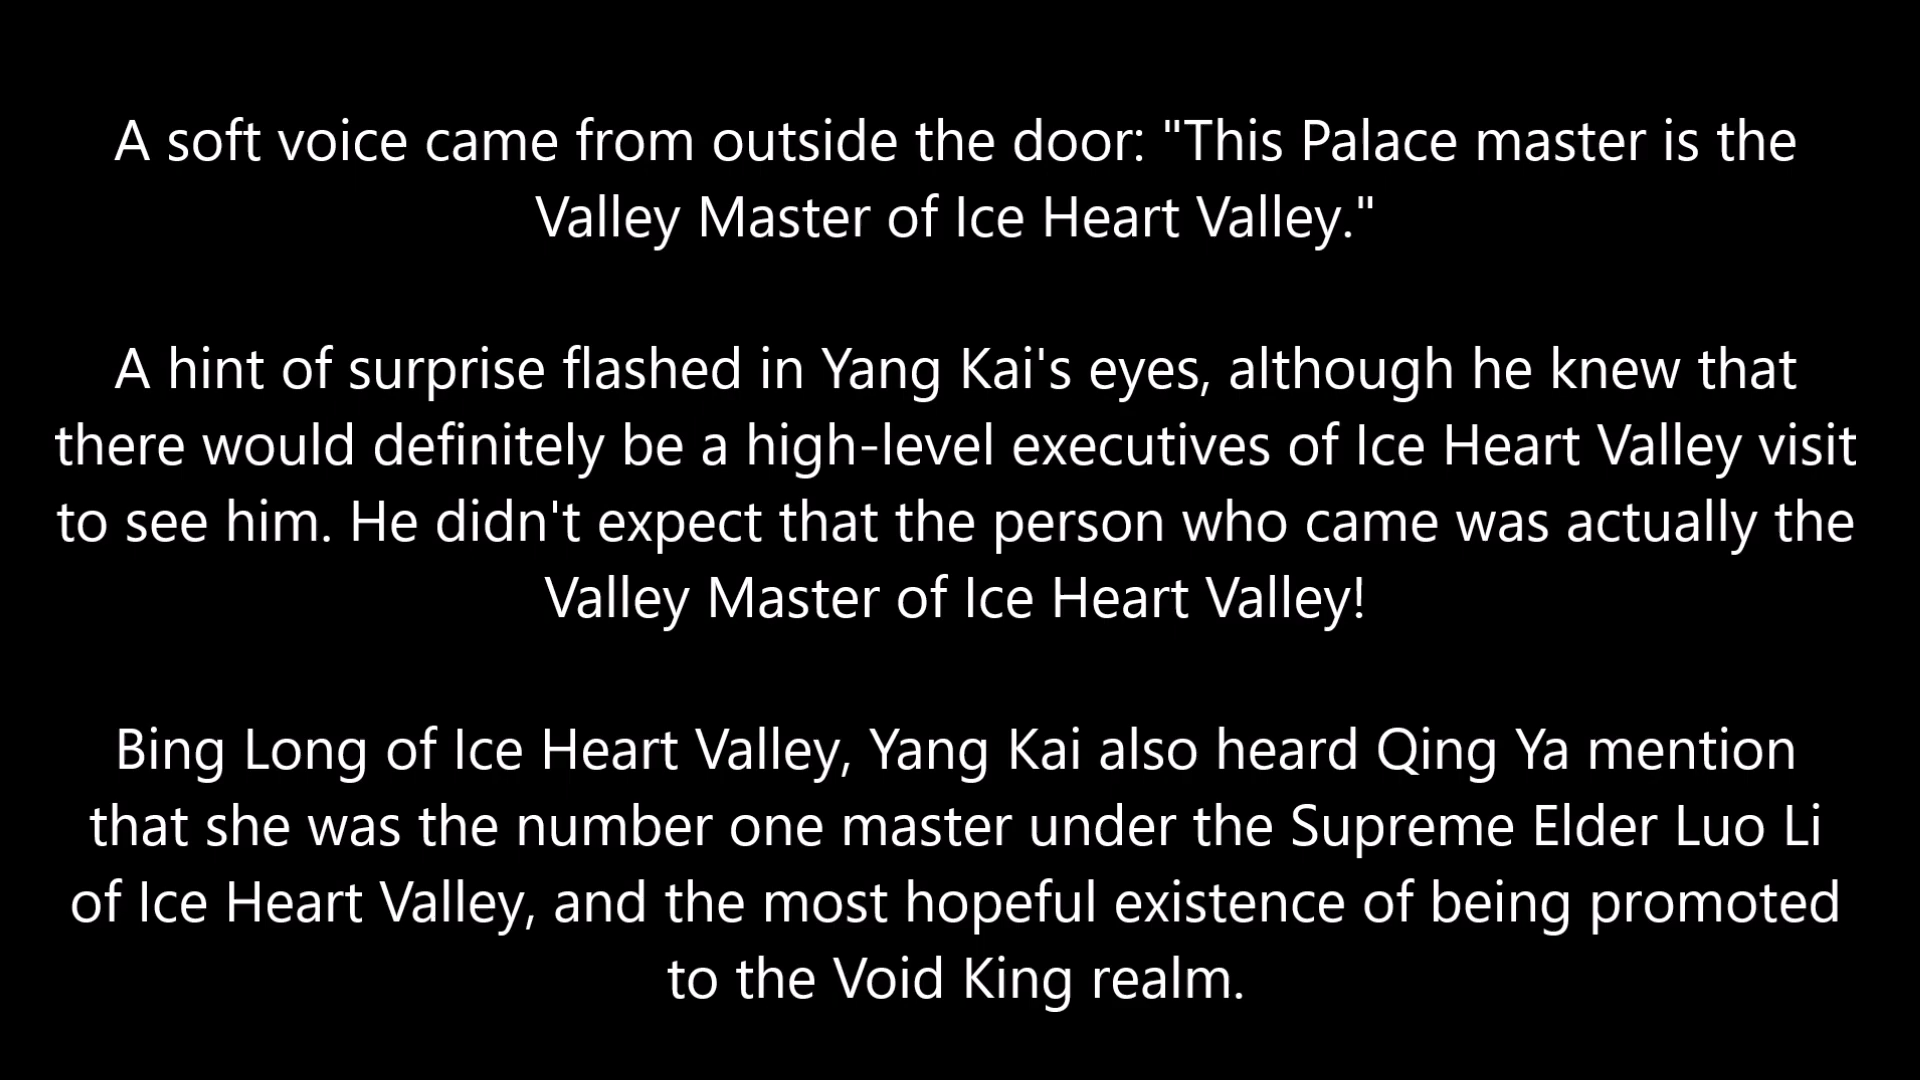 A soft voice came from outside the door: "This Palace master is the
Valley Master of Ice Heart Valley."
A hint of surprise flashed in Yang Kai's eyes, although he knew that
there would definitely be a high-level executives of Ice Heart Valley visit
to see him. He didn't expect that the person who came was actually the
Valley Master of Ice Heart Valley!
Bing Long of Ice Heart Valley, Yang Kai also heard Qing Ya mention
that she was the number one master under the Supreme Elder Luo Li
of Ice Heart Valley, and the most hopeful existence of being promoted
to the Void King realm.